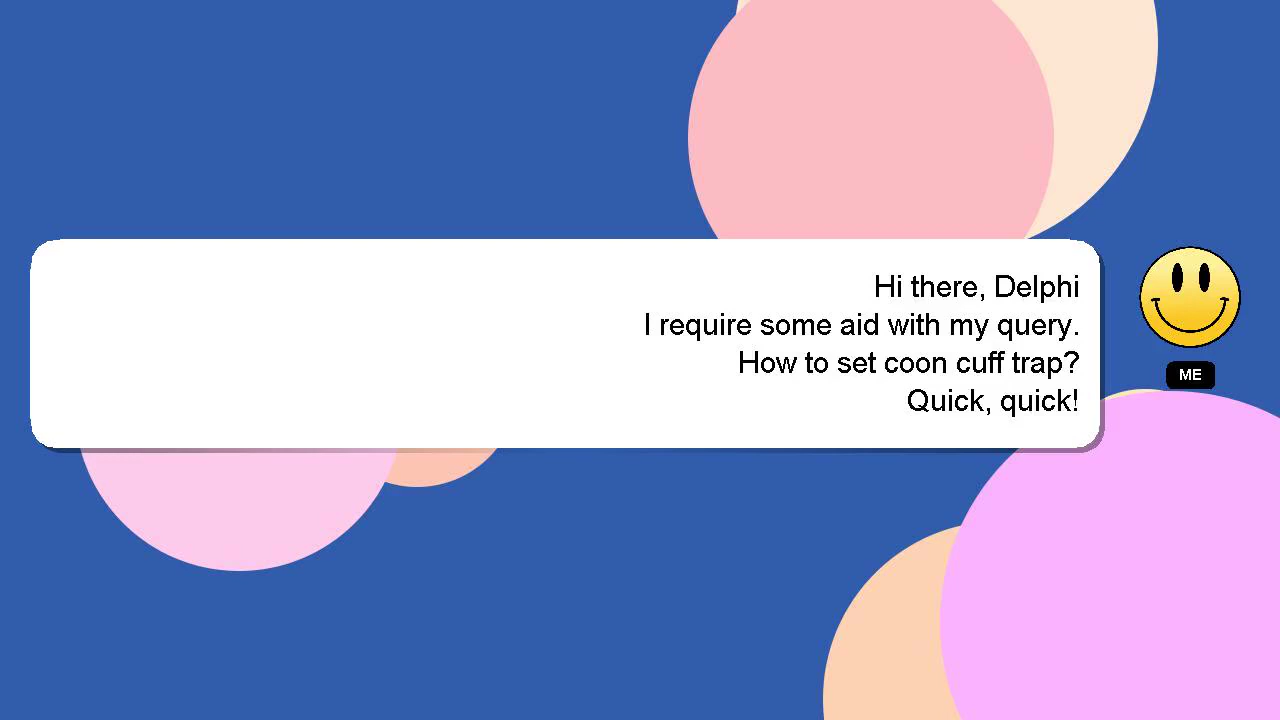 Hi there, Delphi
I require some aid with my query.
How to set coon cuff trap?
Quick, quick!
ME